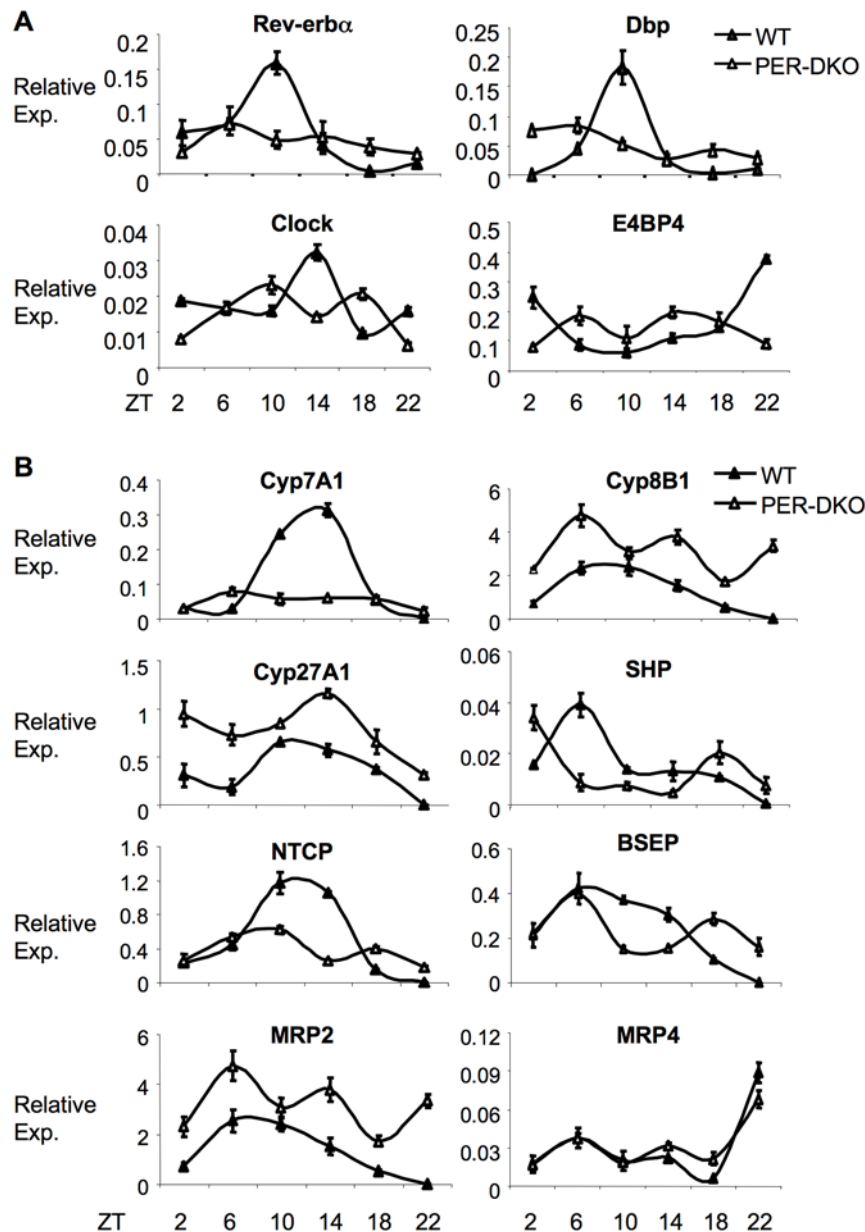 A
Rev-erbα
Dbp
WT
PER-DKO
Relative
Exp.
0.2
0.15
0.1
0.05
0
0.25
0.2
0.15
0.1
0.05
0
Clock
E4BP4
Relative
Exp.
0.04
0.03
0.02
0.01
0
0.4
0.3
0.2
0.1
0
ZT 2 6 10 14 18 22
2 6 10 14 18 22
B
Cyp7A1
Cyp8B1
WT
PER-DKO
Relative
Exp.
0.4
0.3
0.2
0.1
0
6
4
2
0
Cyp27A1
SHP
Relative
Exp.
1.5
1
0.5
0
0.06
0.04
0.02
0
NTCP
BSEP
Relative
Exp.
1.6
1.2
0.8
0.4
0
0.6
0.4
0.2
0
MRP2
MRP4
Relative
Exp.
6
4
2
0
0.12
0.09
0.06
0.03
0
ZT 2 6 10 14 18 22
2 6 10 14 18 22